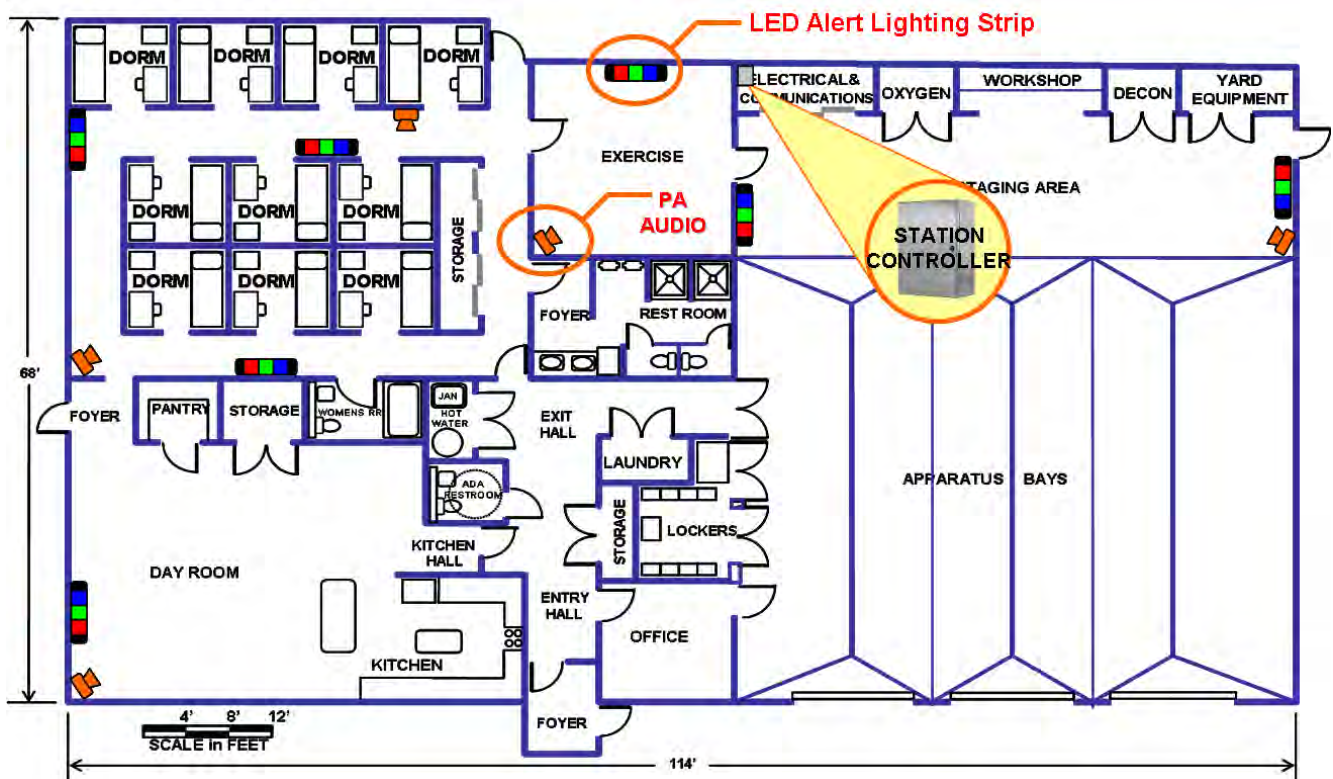 LED Alert Lighting Strip
DORM
DORM
DORM
DORM
ELECTRICAL&
COMMUNICATIONS
OXYGEN
WORKSHOP
DECON
YARD
EQUIPMENT
EXERCISE
STAGING AREA
PA
AUDIO
DORM
DORM
DORM
STORAGE
STATION
CONTROLLER
DORM
DORM
DORM
FOYER
REST ROOM
68'
FOYER
PANTRY
STORAGE
WOMENS RR
JAN
HOT
WATER
EXIT
HALL
LAUNDRY
ADA
RESTROOM
APPARATUS BAYS
STORAGE
LOCKERS
KITCHEN
HALL
DAY ROOM
ENTRY
HALL
OFFICE
KITCHEN
FOYER
4' 8' 12'
SCALE in FEET
114'